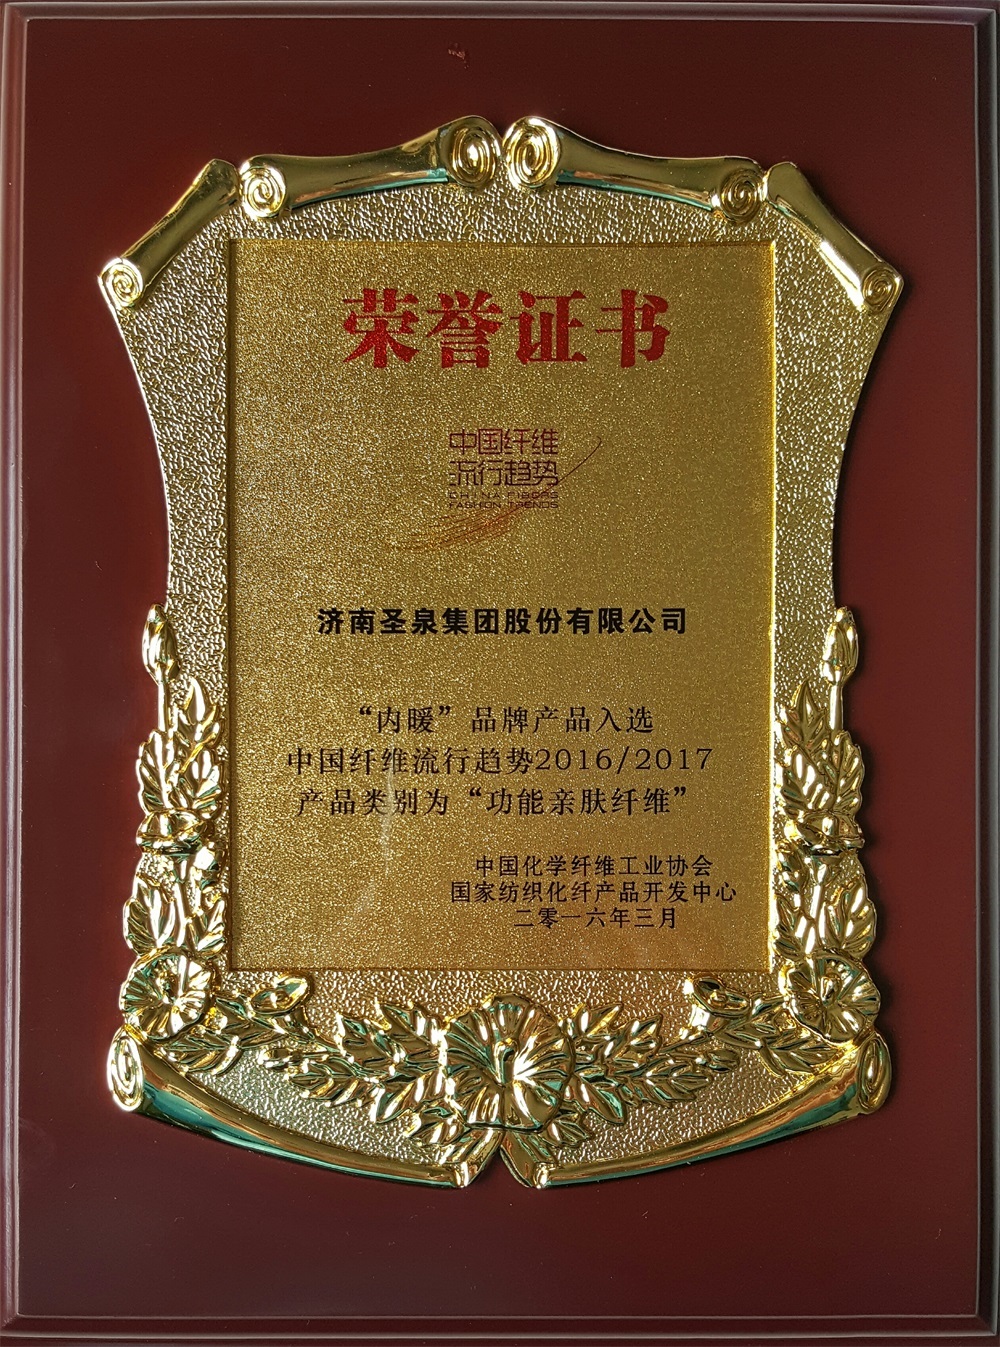 荣誉证书
中国纤维
流行趋势
CHINA FIBERS
FASHION TRENDS
济南圣泉集团股份有限公司
“内暖”品牌产品入选
中国纤维流行趋势2016/2017
产品类别为“功能亲肤纤维”
中国化学纤维工业协会
国家纺织化纤产品开发中心
二零一六年三月